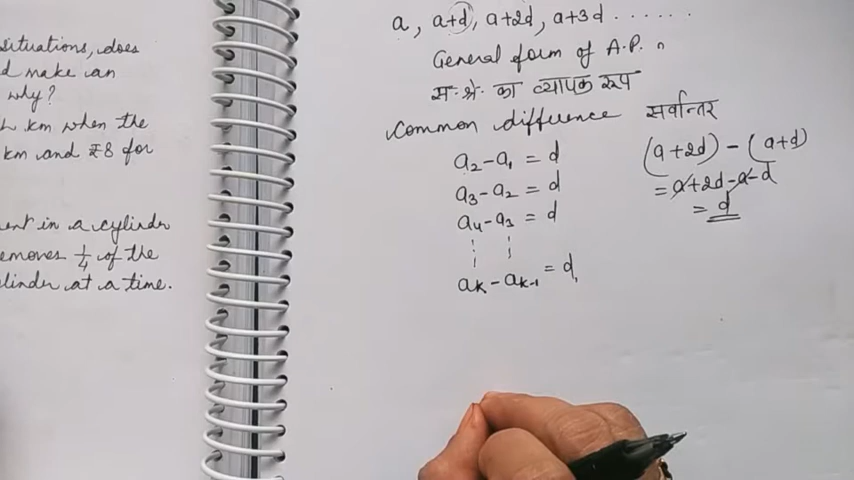 situations, does
d make an
why?
km when the
km and ₹8 for
ent in a cylinder
emoves 1/4 of the
linder at a time.
a, a+d, a+2d, a+3d .......
General form of A.P.
स. श्रे. का व्यापक रूप
Common difference सर्वान्तर
a₂-a₁ = d
a₃-a₂ = d
a₄-a₃ = d
aₖ-aₖ₋₁ = d
(a+2d) - (a+d)
= a+2d-a-d
= d